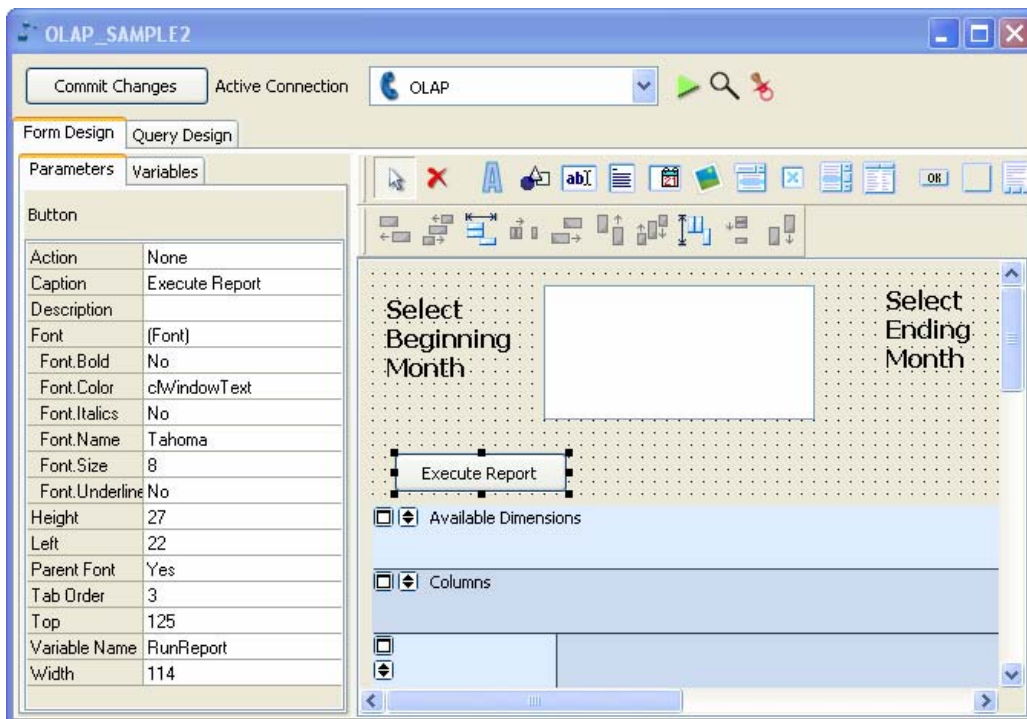 OLAP_SAMPLE2
Commit Changes Active Connection OLAP
Form Design Query Design
Parameters Variables
Button
Action None
Caption Execute Report
Description
Font (Font)
Font.Bold No
Font.Color clWindowText
Font.Italics No
Font.Name Tahoma
Font.Size 8
Font.Underline No
Height 27
Left 22
Parent Font Yes
Tab Order 3
Top 125
Variable Name RunReport
Width 114
A
abI
OK
Select
Beginning
Month
Select
Ending
Month
Execute Report
Available Dimensions
Columns